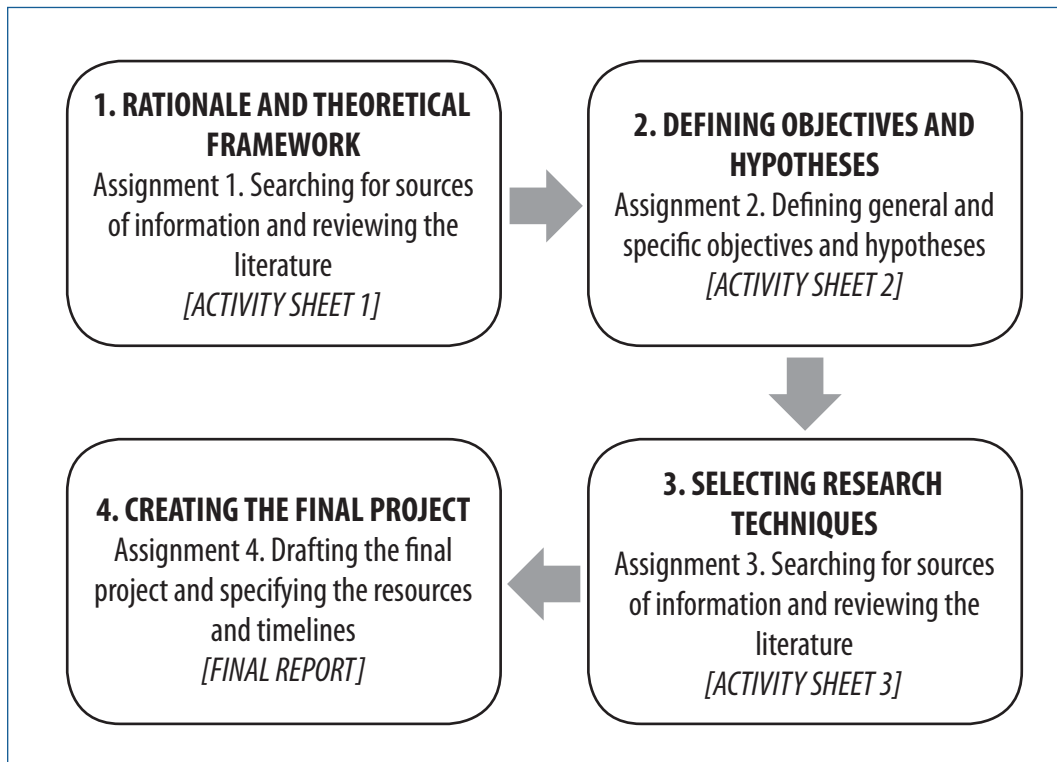 1. RATIONALE AND THEORETICAL
FRAMEWORK
Assignment 1. Searching for sources
of information and reviewing the
literature
[ACTIVITY SHEET 1]
2. DEFINING OBJECTIVES AND
HYPOTHESES
Assignment 2. Defining general and
specific objectives and hypotheses
[ACTIVITY SHEET 2]
3. SELECTING RESEARCH
TECHNIQUES
Assignment 3. Searching for sources
of information and reviewing the
literature
[ACTIVITY SHEET 3]
4. CREATING THE FINAL PROJECT
Assignment 4. Drafting the final
project and specifying the resources
and timelines
[FINAL REPORT]